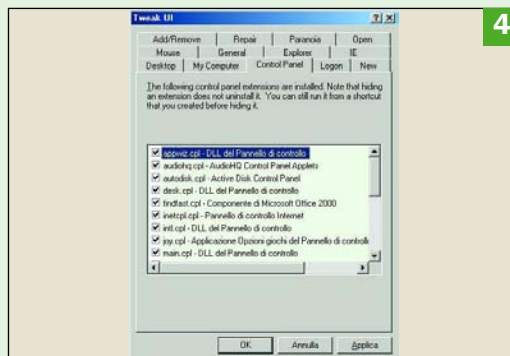 4
Tweak UI
Add/Remove Repair Paranoia Open
Mouse General Explorer IE
Desktop My Computer Control Panel Logon New
The following control panel extensions are installed. Note that hiding
an extension does not uninstall it. You can still run it from a shortcut
that you created before hiding it.
appwiz.cpl - DLL del Pannello di controllo
audiohq.cpl - AudioHQ Control Panel Applets
autodisk.cpl - Active Disk Control Panel
desk.cpl - DLL del Pannello di controllo
findfast.cpl - Componente di Microsoft Office 2000
inetcpl.cpl - Pannello di controllo Internet
intl.cpl - DLL del Pannello di controllo
joy.cpl - Applicazione Opzioni giochi del Pannello di controllo
main.cpl - DLL del Pannello di controllo
OK Annulla Applica